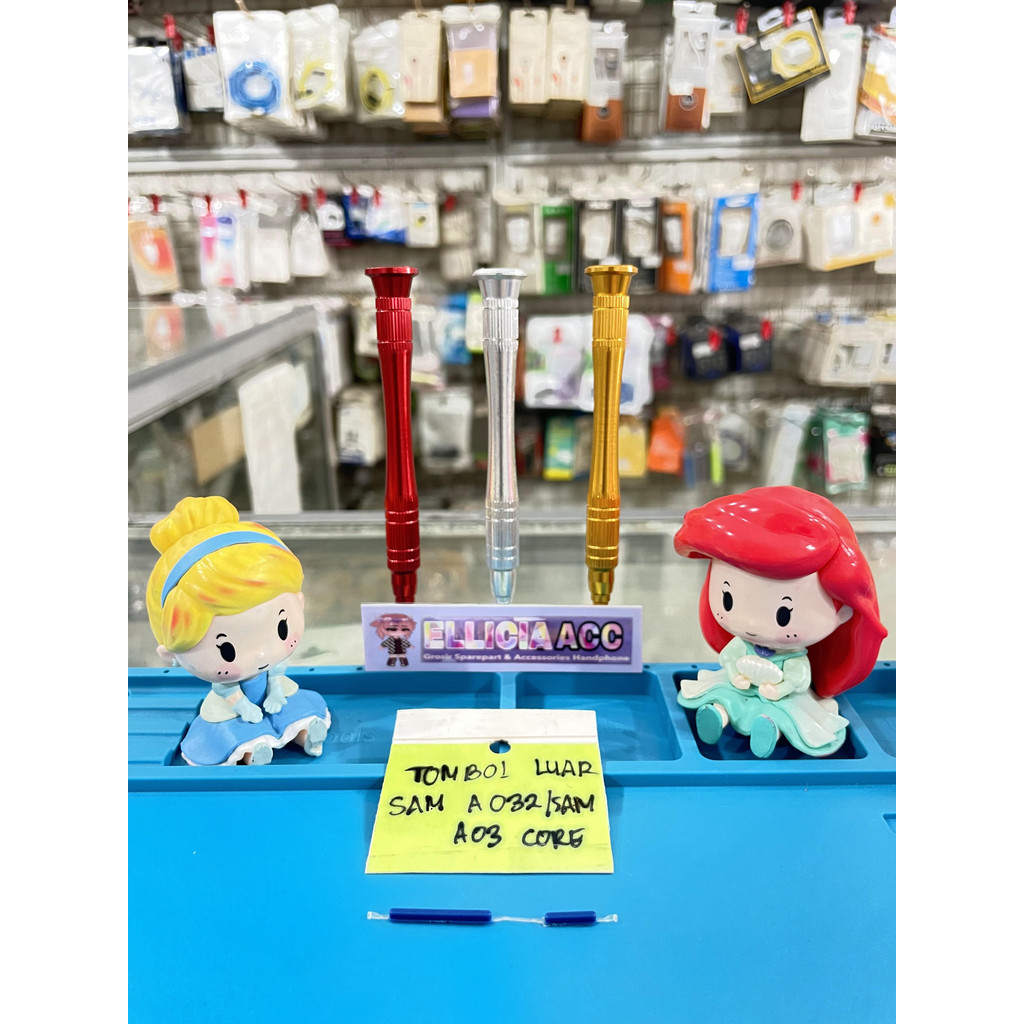 ELLICIA ACC
Grosir Sparepart & Accessories Handphone
TOMBOL LUAR
SAM A032/SAM
A03 CORE